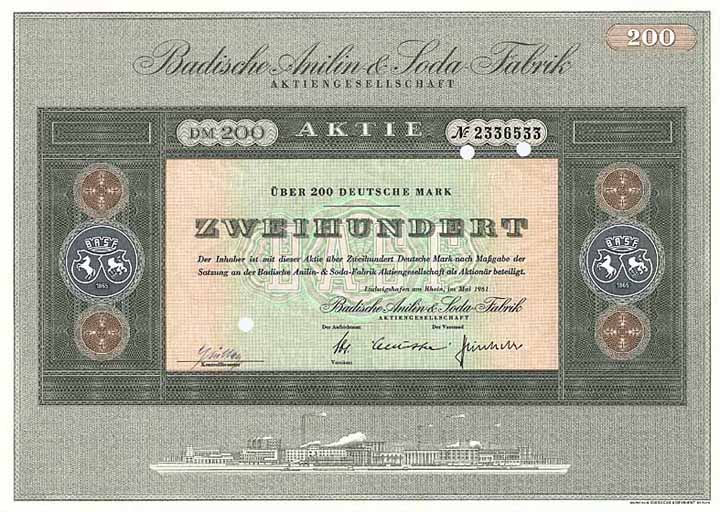 200
Badische Anilin-& Soda-Fabrik
AKTIENGESELLSCHAFT
DM 200 AKTIE № 2336533
ÜBER 200 DEUTSCHE MARK
ZWEIHUNDERT
BASF
1865
BASF
1865
Der Inhaber ist mit dieser Aktie über Zweihundert Deutsche Mark nach Maßgabe der
Satzung an der Badische Anilin- & Soda-Fabrik Aktiengesellschaft als Aktionär beteiligt.
Ludwigshafen am Rhein, im Mai 1961
Badische Anilin-& Soda-Fabrik
AKTIENGESELLSCHAFT
Der Aufsichtsrat Der Vorstand
Vorsitzer
Kontrollbeamter